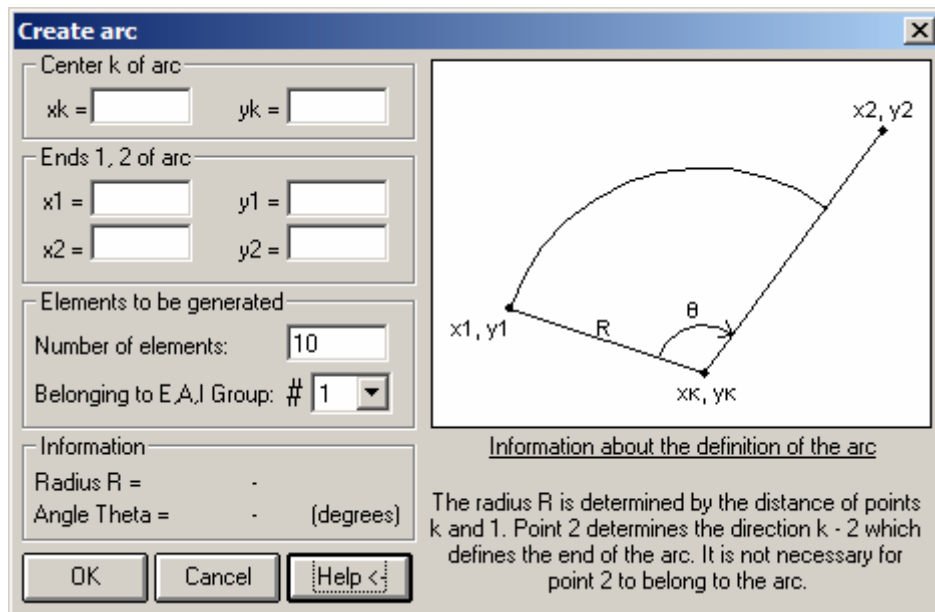 Create arc
Center k of arc
xk =
yk =
Ends 1, 2 of arc
x1 =
y1 =
x2 =
y2 =
Elements to be generated
Number of elements: 10
Belonging to E,A,I Group: # 1
Information
Radius R = -
Angle Theta = - (degrees)
OK
Cancel
Help <-
x2, y2
x1, y1
R
θ
xκ, yκ
Information about the definition of the arc
The radius R is determined by the distance of points
k and 1. Point 2 determines the direction k - 2 which
defines the end of the arc. It is not necessary for
point 2 to belong to the arc.